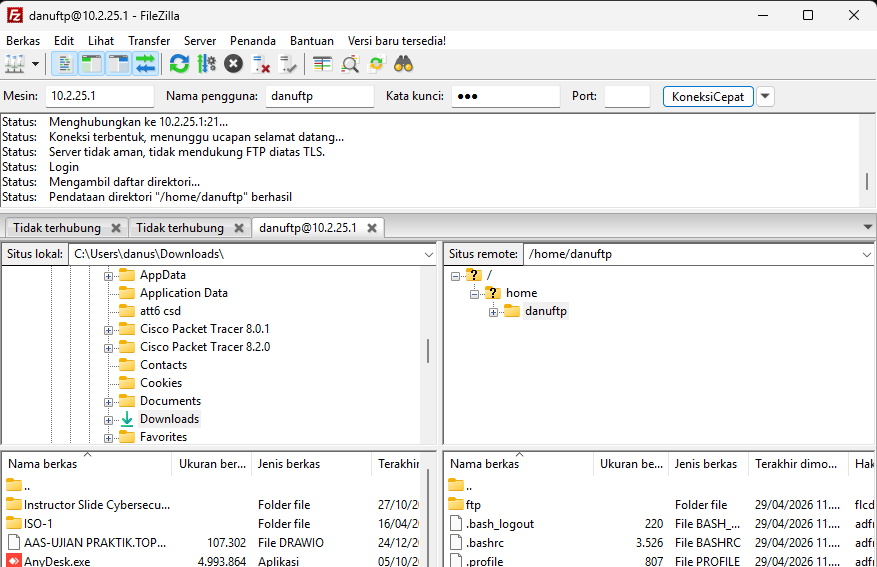 danuftp@10.2.25.1 - FileZilla
Berkas Edit Lihat Transfer Server Penanda Bantuan Versi baru tersedia!
Mesin: 10.2.25.1 Nama pengguna: danuftp Kata kunci: ●●● Port: KoneksiCepat
Status: Menghubungkan ke 10.2.25.1:21...
Status: Koneksi terbentuk, menunggu ucapan selamat datang...
Status: Server tidak aman, tidak mendukung FTP diatas TLS.
Status: Login
Status: Mengambil daftar direktori...
Status: Pendataan direktori "/home/danuftp" berhasil
Tidak terhubung Tidak terhubung danuftp@10.2.25.1
Situs lokal: C:\Users\danus\Downloads\
AppData
Application Data
att6 csd
Cisco Packet Tracer 8.0.1
Cisco Packet Tracer 8.2.0
Contacts
Cookies
Documents
Downloads
Favorites
Situs remote: /home/danuftp
/
home
danuftp
Nama berkas Ukuran ber... Jenis berkas Terakhir
..
Instructor Slide Cybersecu... Folder file 27/10/20
ISO-1 Folder file 16/04/20
AAS-UJIAN PRAKTIK.TOP... 107.302 File DRAWIO 24/12/20
AnyDesk.exe 4.993.864 Aplikasi 05/10/20
Nama berkas Ukuran be... Jenis berkas Terakhir dimo... Hak
..
ftp Folder file 29/04/2026 11.... flcd
.bash_logout 220 File BASH_... 29/04/2026 11.... adfr
.bashrc 3.526 File BASHRC 29/04/2026 11.... adfr
.profile 807 File PROFILE 29/04/2026 11.... adfr